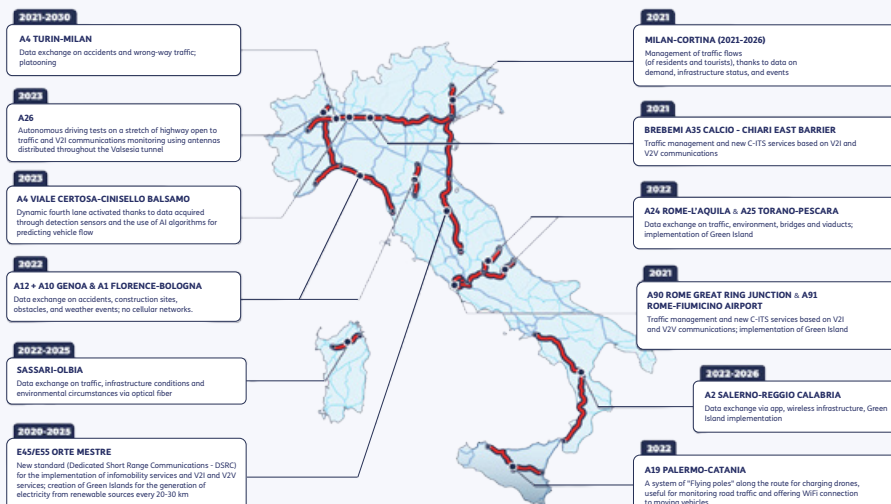 2021-2030
A4 TURIN-MILAN
Data exchange on accidents and wrong-way traffic;
platooning
2023
A26
Autonomous driving tests on a stretch of highway open to
traffic and V2I communications monitoring using antennas
distributed throughout the Valsesia tunnel
2023
A4 VIALE CERTOSA-CINISELLO BALSAMO
Dynamic fourth lane activated thanks to data acquired
through detection sensors and the use of AI algorithms for
predicting vehicle flow
2022
A12 + A10 GENOA & A1 FLORENCE-BOLOGNA
Data exchange on accidents, construction sites,
obstacles, and weather events; no cellular networks.
2022-2025
SASSARI-OLBIA
Data exchange on traffic, infrastructure conditions and
environmental circumstances via optical fiber
2020-2025
E45/E55 ORTE MESTRE
New standard (Dedicated Short Range Communications - DSRC)
for the implementation of infomobility services and V2I and V2V
services; creation of Green Islands for the generation of
electricity from renewable sources every 20-30 km
2021
MILAN-CORTINA (2021-2026)
Management of traffic flows
(of residents and tourists), thanks to data on
demand, infrastructure status, and events
2021
BREBEMI A35 CALCIO - CHIARI EAST BARRIER
Traffic management and new C-ITS services based on V2I and
V2V communications
2022
A24 ROME-L'AQUILA & A25 TORANO-PESCARA
Data exchange on traffic, environment, bridges and viaducts;
implementation of Green Island
2021
A90 ROME GREAT RING JUNCTION & A91
ROME-FIUMICINO AIRPORT
Traffic management and new C-ITS services based on V2I
and V2V communications; implementation of Green Island
2022-2026
A2 SALERNO-REGGIO CALABRIA
Data exchange via app, wireless infrastructure, Green
Island implementation
2022
A19 PALERMO-CATANIA
A system of "Flying poles" along the route for charging drones,
useful for monitoring road traffic and offering WiFi connection
to moving vehicles